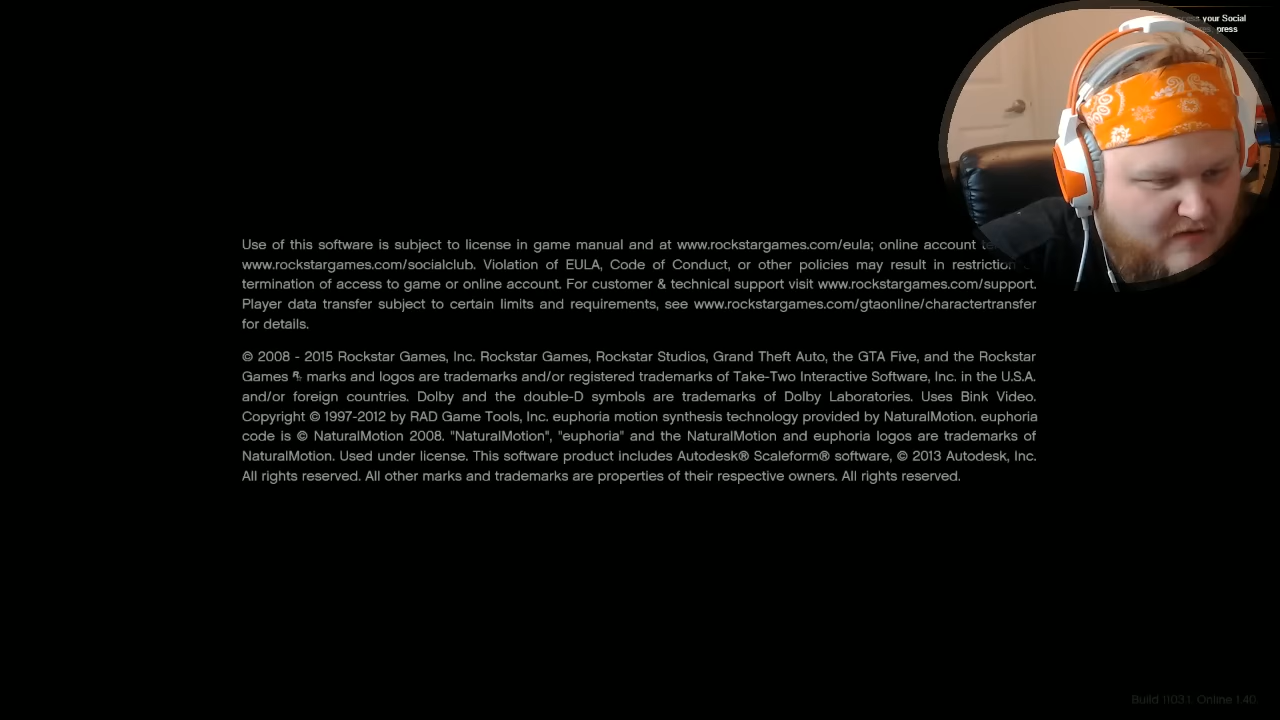 your Social
press
Use of this software is subject to license in game manual and at www.rockstargames.com/eula; online account
www.rockstargames.com/socialclub. Violation of EULA, Code of Conduct, or other policies may result in restriction
termination of access to game or online account. For customer & technical support visit www.rockstargames.com/support.
Player data transfer subject to certain limits and requirements, see www.rockstargames.com/gtaonline/charactertransfer
for details.
© 2008 - 2015 Rockstar Games, Inc. Rockstar Games, Rockstar Studios, Grand Theft Auto, the GTA Five, and the Rockstar
Games R* marks and logos are trademarks and/or registered trademarks of Take-Two Interactive Software, Inc. in the U.S.A.
and/or foreign countries. Dolby and the double-D symbols are trademarks of Dolby Laboratories. Uses Bink Video.
Copyright © 1997-2012 by RAD Game Tools, Inc. euphoria motion synthesis technology provided by NaturalMotion. euphoria
code is © NaturalMotion 2008. "NaturalMotion", "euphoria" and the NaturalMotion and euphoria logos are trademarks of
NaturalMotion. Used under license. This software product includes Autodesk® Scaleform® software, © 2013 Autodesk, Inc.
All rights reserved. All other marks and trademarks are properties of their respective owners. All rights reserved.
Build 1103.1. Online 1.40.